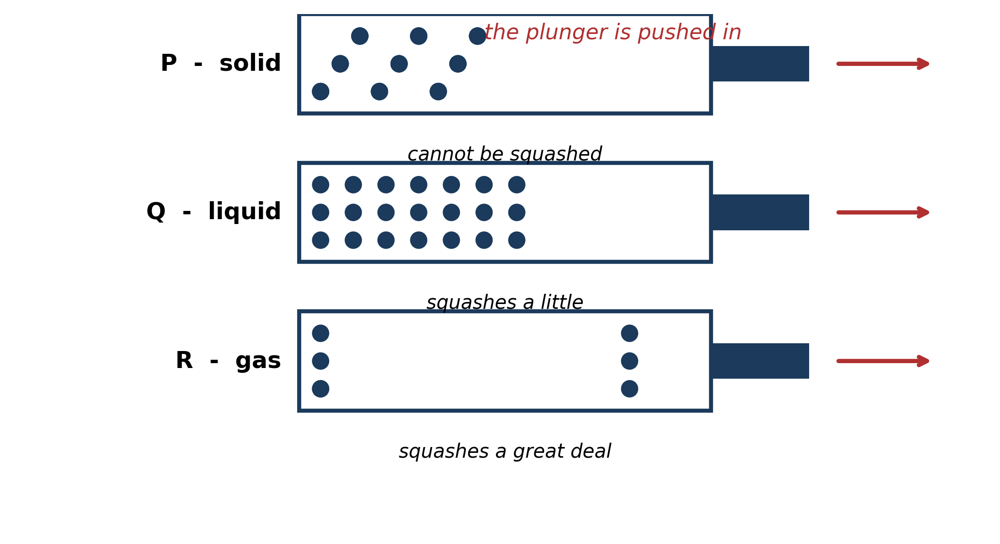 the plunger is pushed in
P - solid
cannot be squashed
Q - liquid
squashes a little
R - gas
squashes a great deal